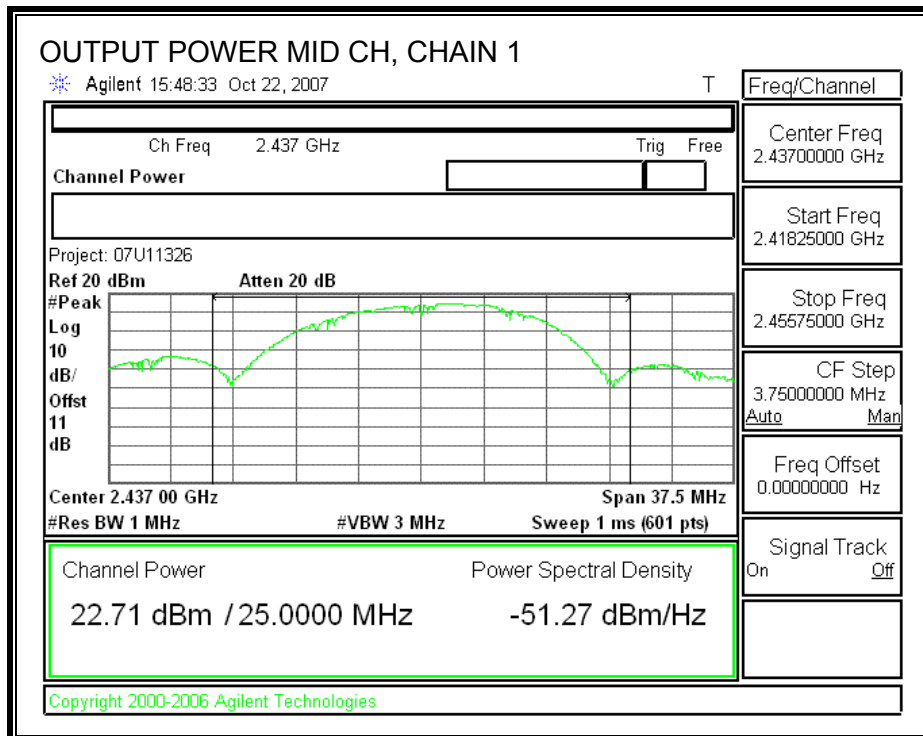 OUTPUT POWER MID CH, CHAIN 1
Agilent 15:48:33 Oct 22, 2007 T
Freq/Channel
Ch Freq 2.437 GHz Trig Free
Channel Power
Project: 07U11326
Ref 20 dBm Atten 20 dB
#Peak
Log
10
dB/
Offst
11
dB
Center 2.437 00 GHz Span 37.5 MHz
#Res BW 1 MHz #VBW 3 MHz Sweep 1 ms (601 pts)
Channel Power Power Spectral Density
22.71 dBm / 25.0000 MHz -51.27 dBm/Hz
Copyright 2000-2006 Agilent Technologies
Center Freq
2.43700000 GHz
Start Freq
2.41825000 GHz
Stop Freq
2.45575000 GHz
CF Step
3.75000000 MHz
Auto Man
Freq Offset
0.00000000 Hz
Signal Track
On Off